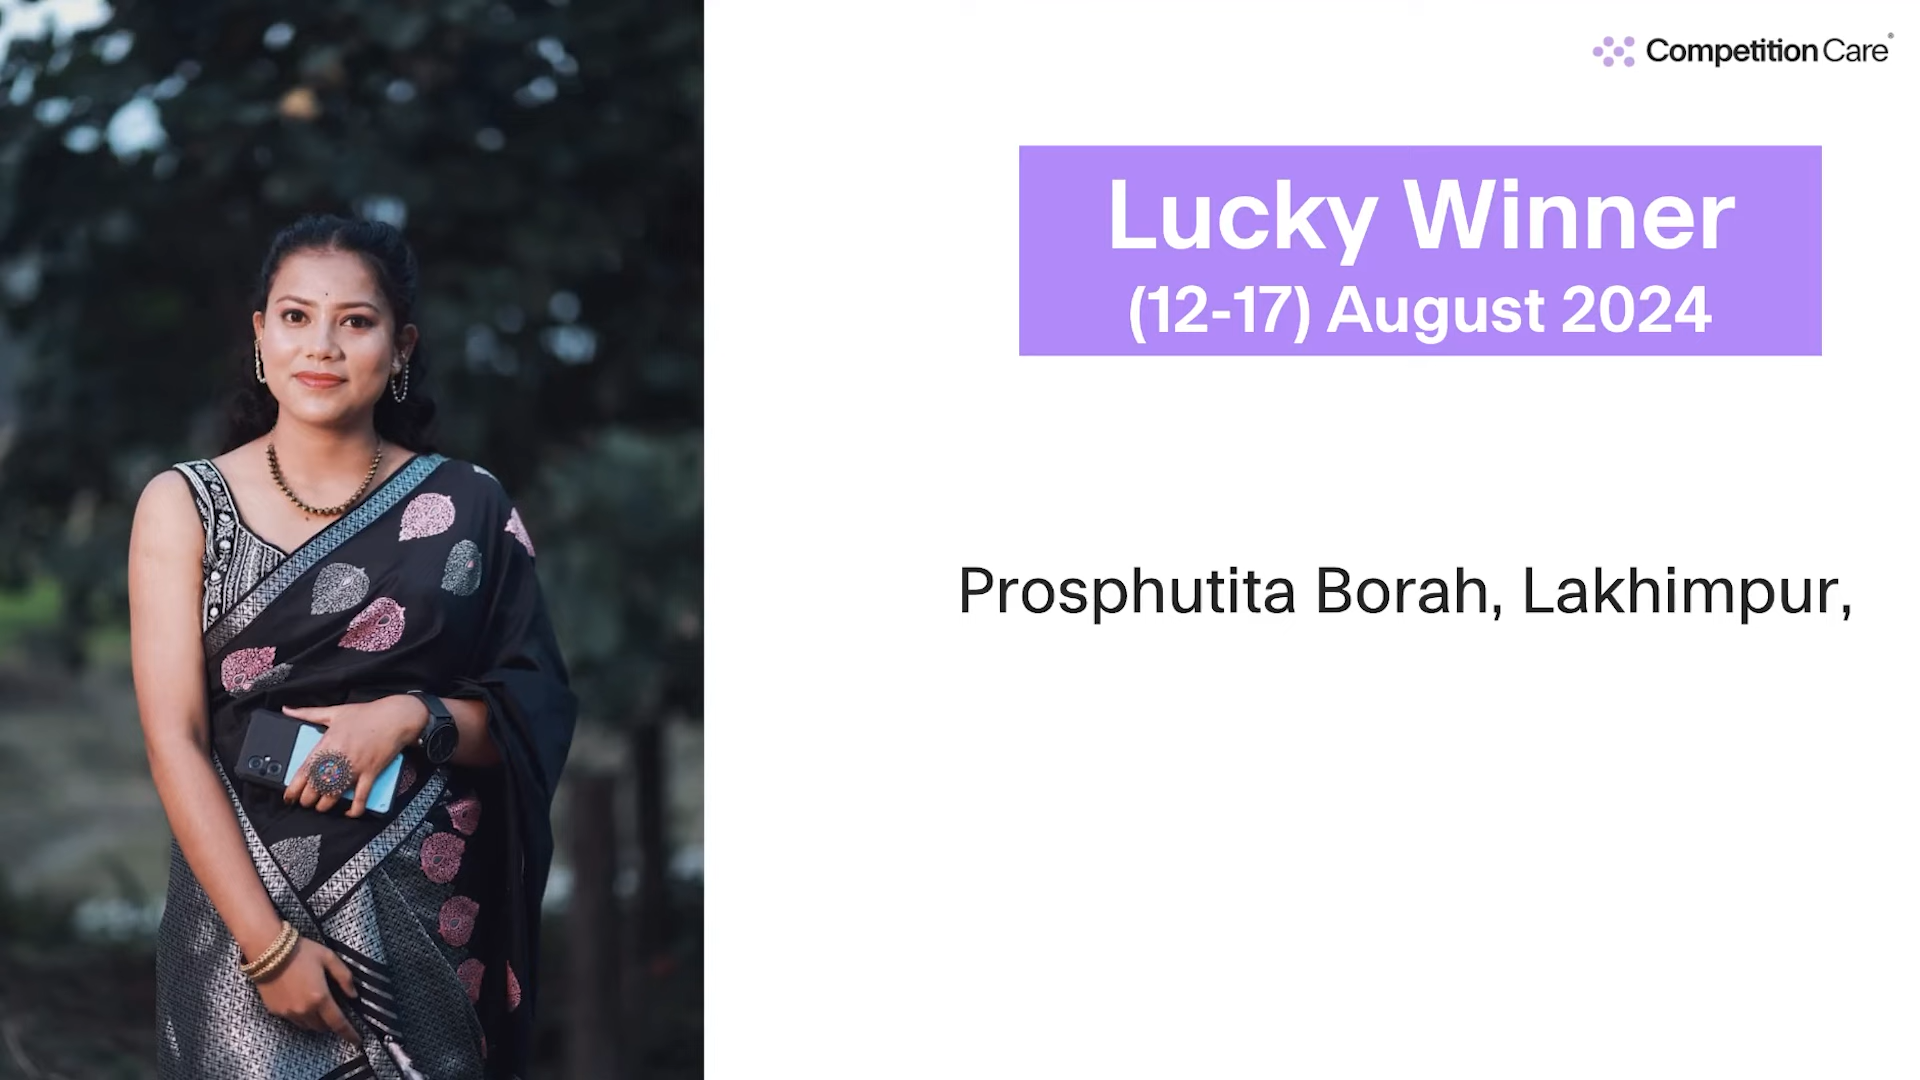 Competition Care®
Lucky Winner
(12-17) August 2024
Prosphutita Borah, Lakhimpur,